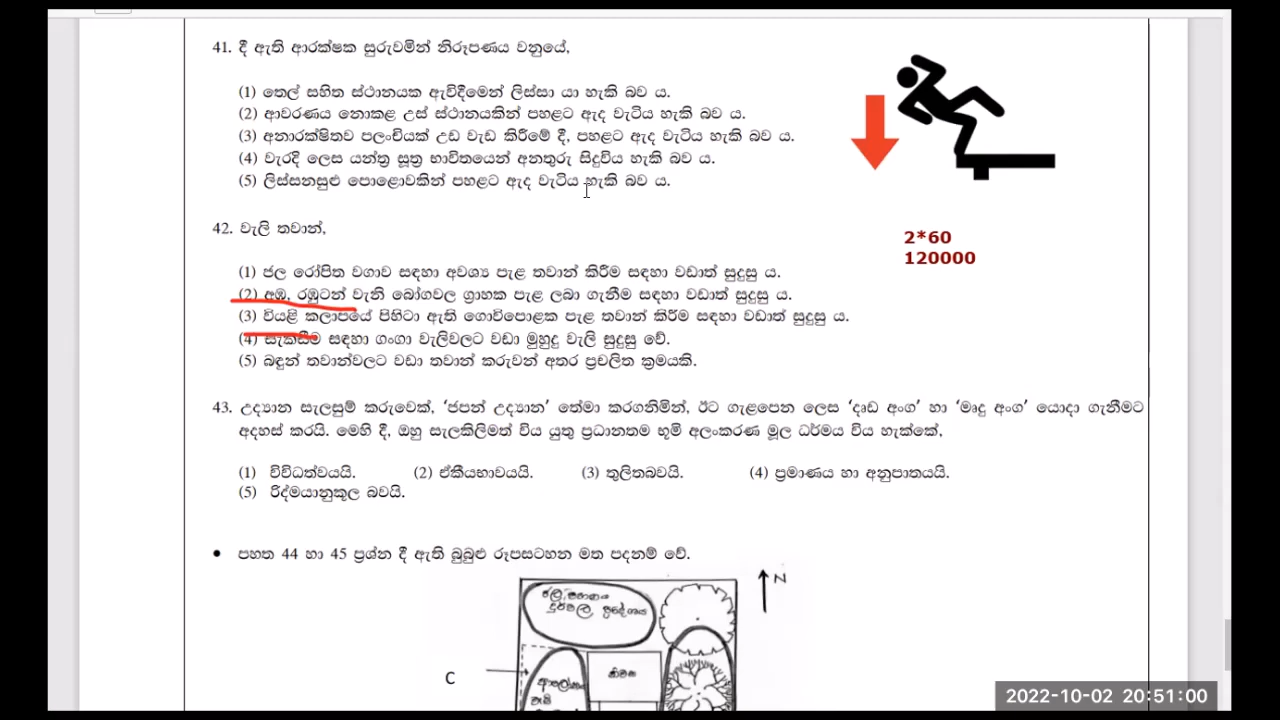 41. දී ඇති ආරක්ෂක සුරුවමින් නිරූපණය වනුයේ,
(1) තෙල් සහිත ස්ථානයක ඇවිදීමෙන් ලිස්සා යා හැකි බව ය.
(2) ආවරණය නොකළ උස් ස්ථානයකින් පහළට ඇද වැටිය හැකි බව ය.
(3) අනාරක්ෂිතව පලංචියක් උඩ වැඩ කිරීමේ දී, පහළට ඇද වැටිය හැකි බව ය.
(4) වැරදි ලෙස යන්ත්‍ර සූත්‍ර භාවිතයෙන් අනතුරු සිදුවිය හැකි බව ය.
(5) ලිස්සනසුළු පොළොවකින් පහළට ඇද වැටිය හැකි බව ය.
42. වැලි තවාන්,
2*60
120000
(1) ජල රෝපිත වගාව සඳහා අවශ්‍ය පැළ තවාන් කිරීම සඳහා වඩාත් සුදුසු ය.
(2) අඹ, රඹුටන් වැනි බෝගවල ග්‍රාහක පැළ ලබා ගැනීම සඳහා වඩාත් සුදුසු ය.
(3) වියළි කලාපයේ පිහිටා ඇති ගොවිපොළක පැළ තවාන් කිරීම සඳහා වඩාත් සුදුසු ය.
(4) සැකසීම සඳහා ගංගා වැලිවලට වඩා මුහුදු වැලි සුදුසු වේ.
(5) බඳුන් තවාන්වලට වඩා තවාන් කරුවන් අතර ප්‍රචලිත ක්‍රමයකි.
43. උද්‍යාන සැලසුම් කරුවෙක්, ‘ජපන් උද්‍යාන’ තේමා කරගනිමින්, ඊට ගැළපෙන ලෙස ‘දෘඩ අංග’ හා ‘මෘදු අංග’ යොදා ගැනීමට
අදහස් කරයි. මෙහි දී, ඔහු සැලකිලිමත් විය යුතු ප්‍රධානතම භූමි අලංකරණ මූල ධර්මය විය හැක්කේ,
(1) විවිධත්වයයි. (2) ඒකීයභාවයයි. (3) තුලිතබවයි. (4) ප්‍රමාණය හා අනුපාතයයි.
(5) රිද්මයානුකූල බවයි.
• පහත 44 හා 45 ප්‍රශ්න දී ඇති බුබුළු රූපසටහන මත පදනම් වේ.
N
ජල වහනය
දුර්වල ප්‍රදේශය
නිවස
C
2022-10-02 20:51:00